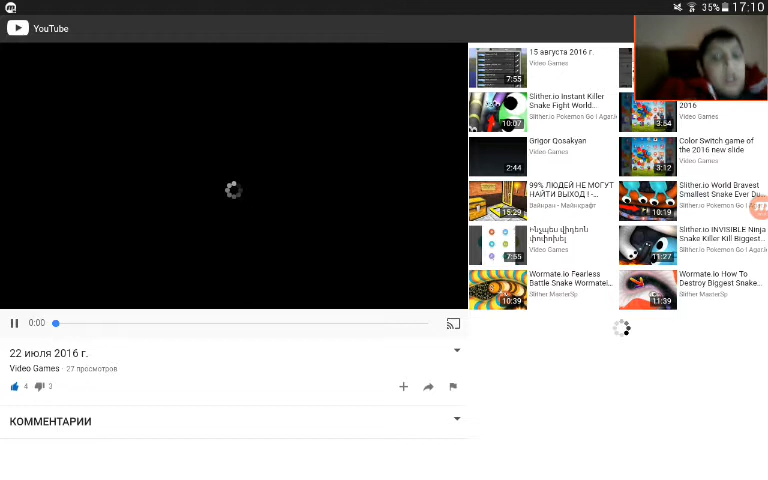 35% 17:10
YouTube
15 августа 2016 г.
Video Games
7:55
Slither.io Instant Killer
Snake Fight World...
Slither.io Pokemon Go I Agar.i
10:07
2016
Video Games
3:54
Grigor Qosakyan
Video Games
2:44
Color Switch game of
the 2016 new slide
Video Games
3:12
99% ЛЮДЕЙ НЕ МОГУТ
НАЙТИ ВЫХОД ! -...
Вайнран - Майнкрафт
15:29
Slither.io World Bravest
Smallest Snake Ever Du...
Slither.io Pokemon Go I Agar.i
10:19
Ինչպես վիդեոն
փոփոխել
Video Games
7:55
Slither.io INVISIBLE Ninja
Snake Killer Kill Biggest...
Slither.io Pokemon Go I Agar.i
11:27
Wormate.io Fearless
Battle Snake Wormatei...
Slither MasterSp
10:39
Wormate.io How To
Destroy Biggest Snake...
Slither MasterSp
11:39
0:00
22 июля 2016 г.
Video Games · 27 просмотров
4 3
КОММЕНТАРИИ